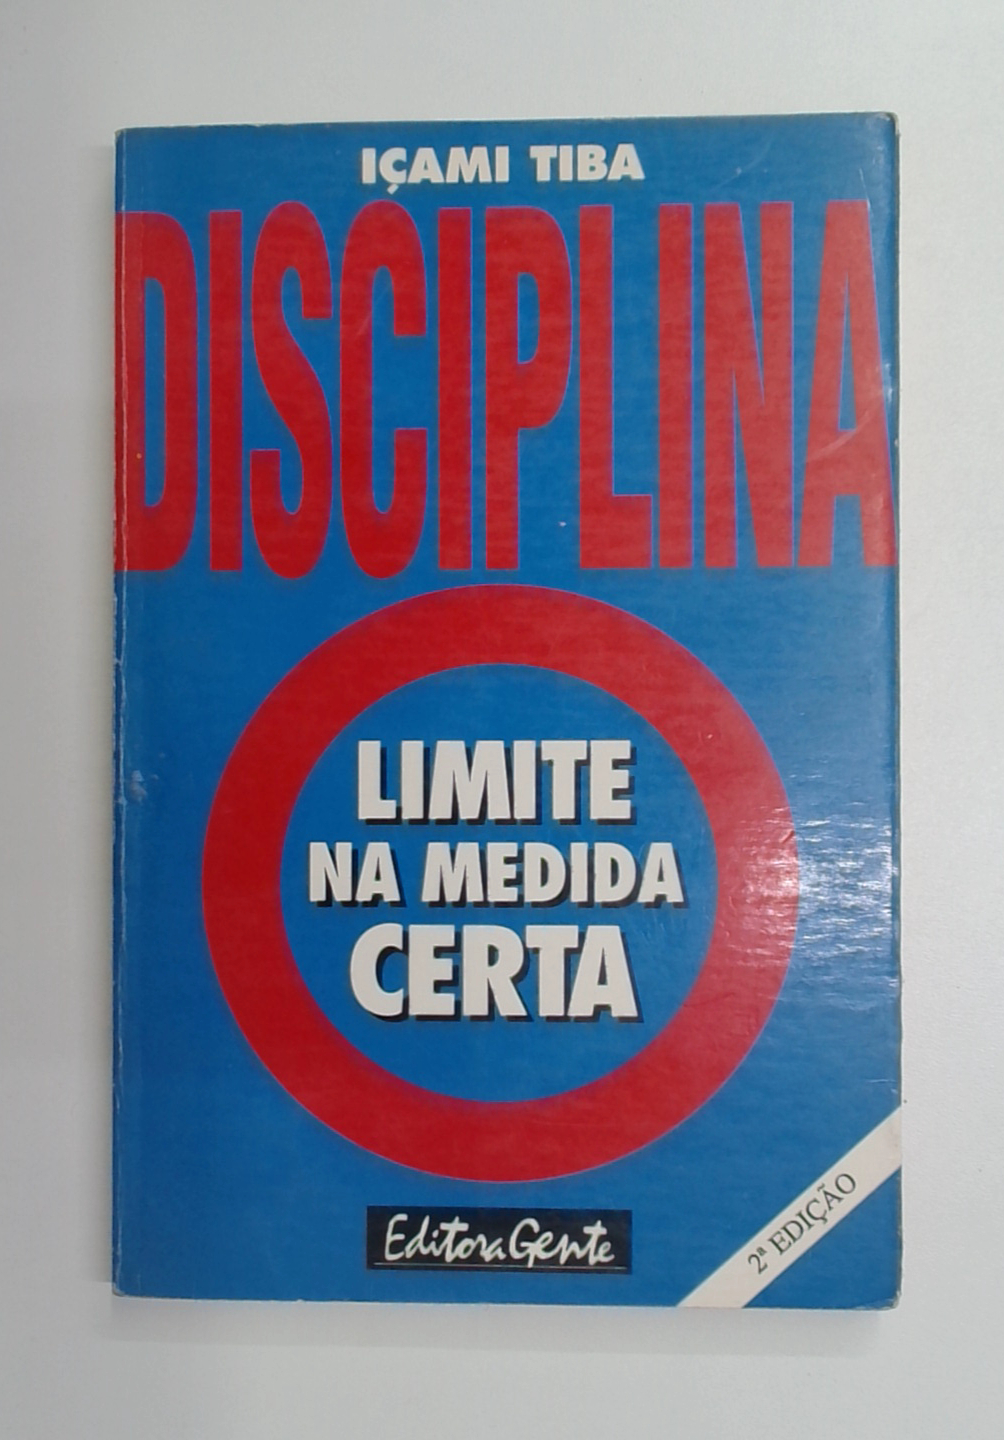 IÇAMI TIBA
DISCIPLINA
LIMITE
NA MEDIDA
CERTA
Editora Gente
2ª EDIÇÃO